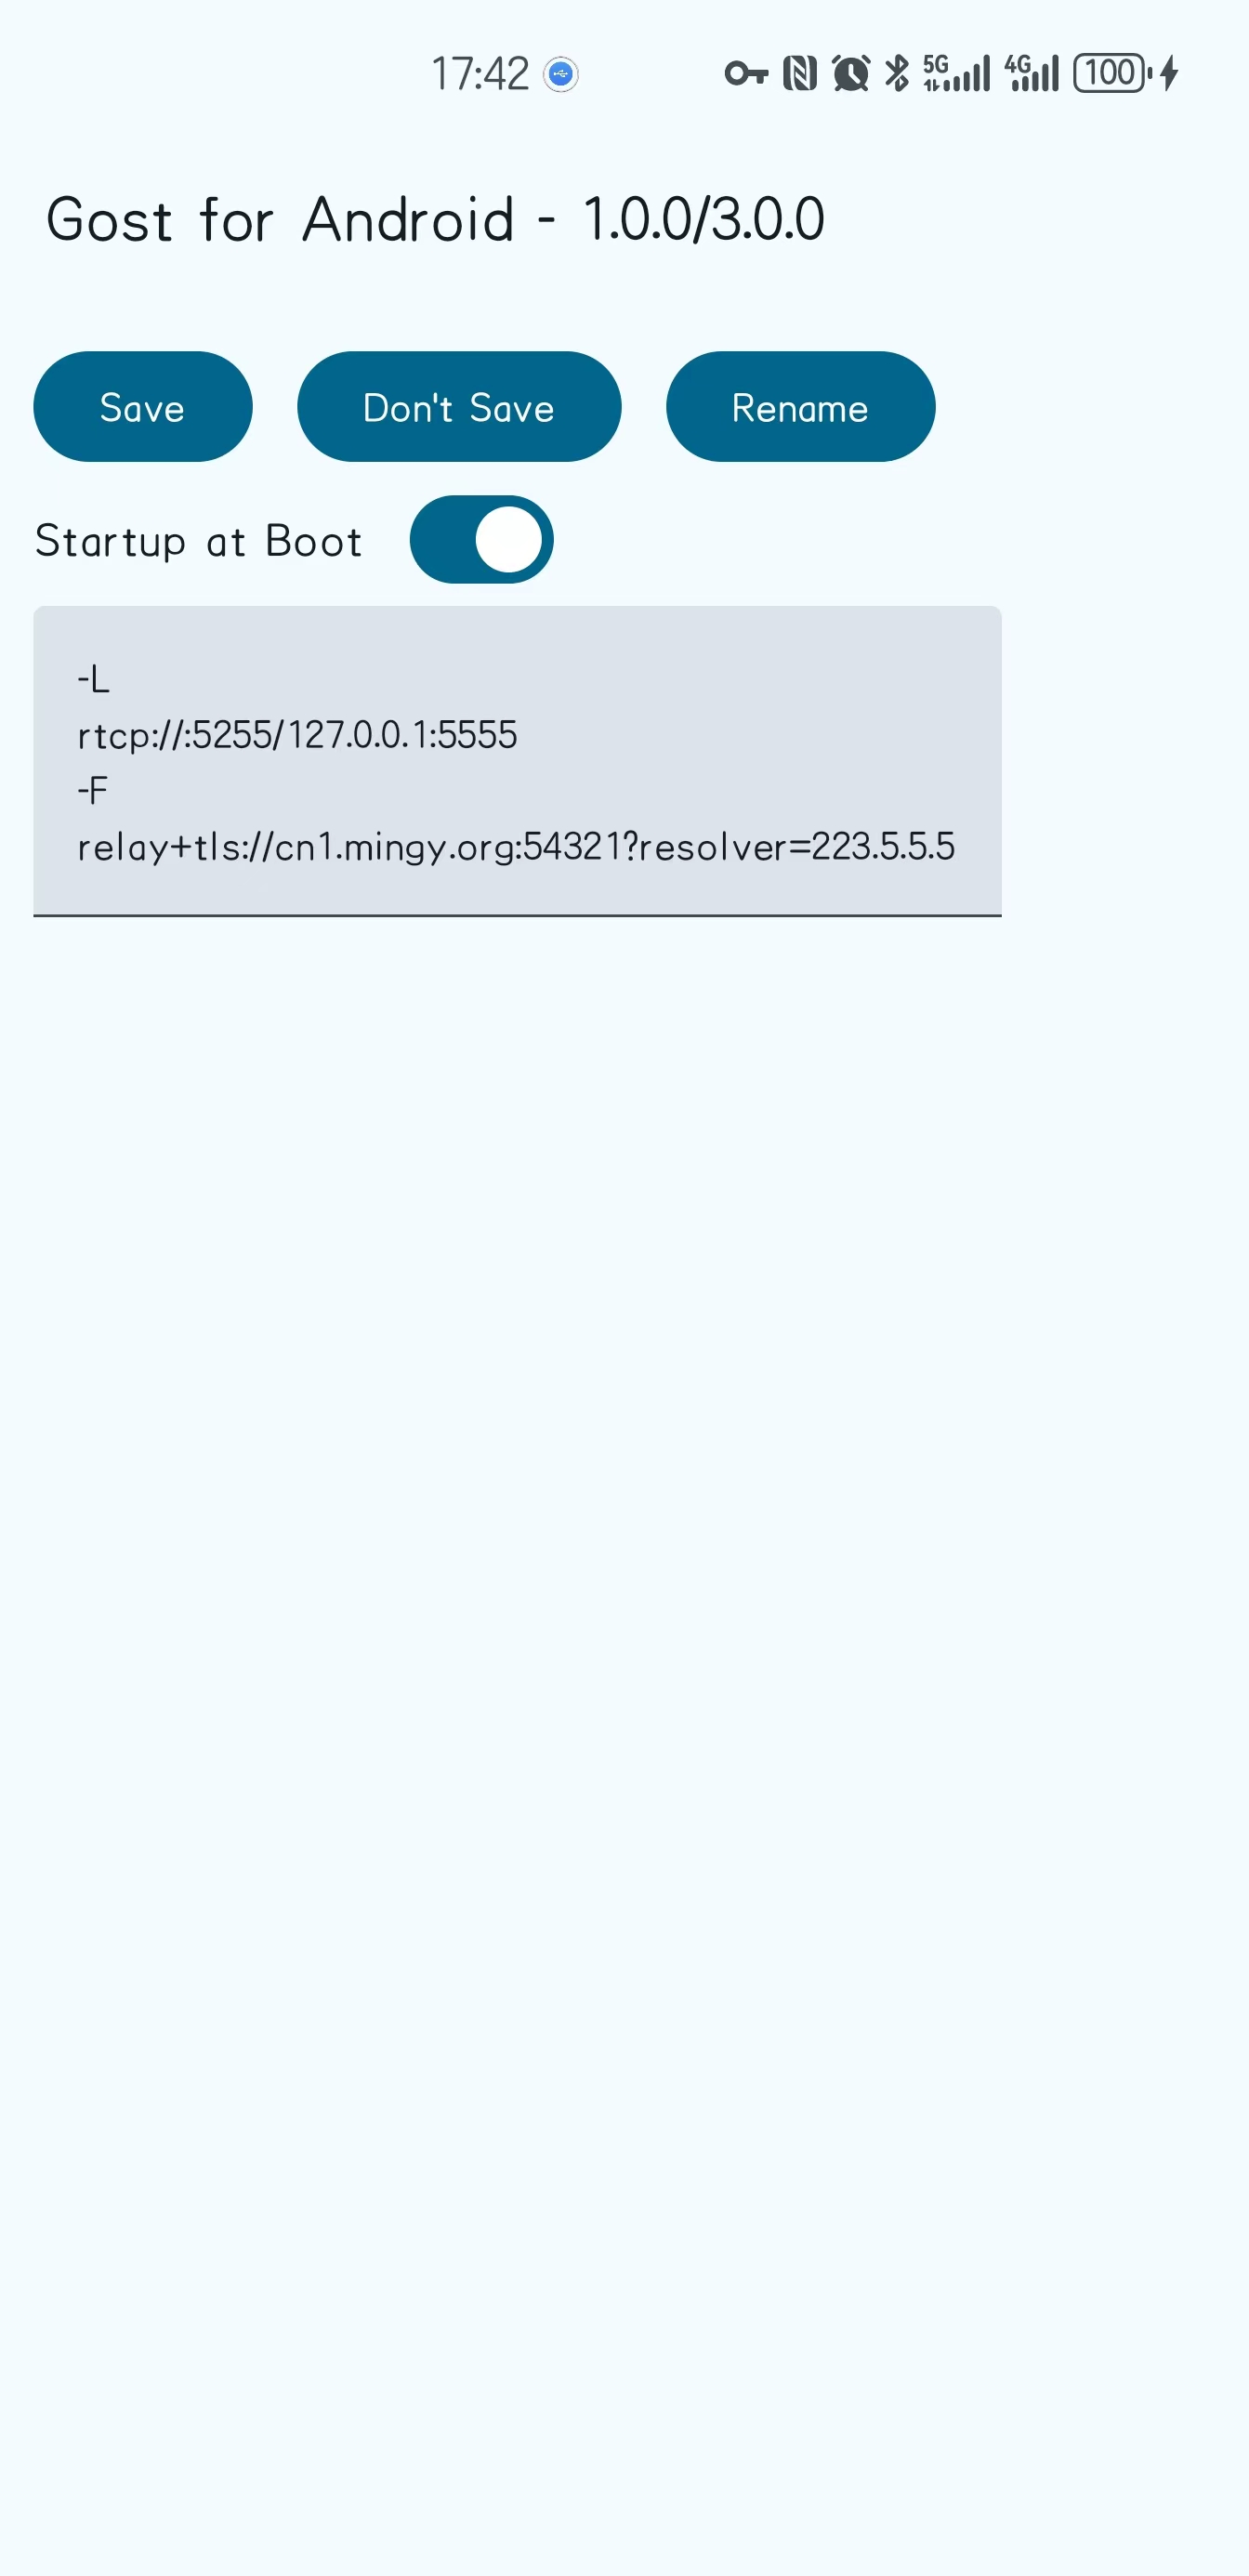 17:42
5G
4G
100
Gost for Android - 1.0.0/3.0.0
Save
Don't Save
Rename
Startup at Boot
-L
rtcp://:5255/127.0.0.1:5555
-F
relay+tls://cn1.mingy.org:54321?resolver=223.5.5.5